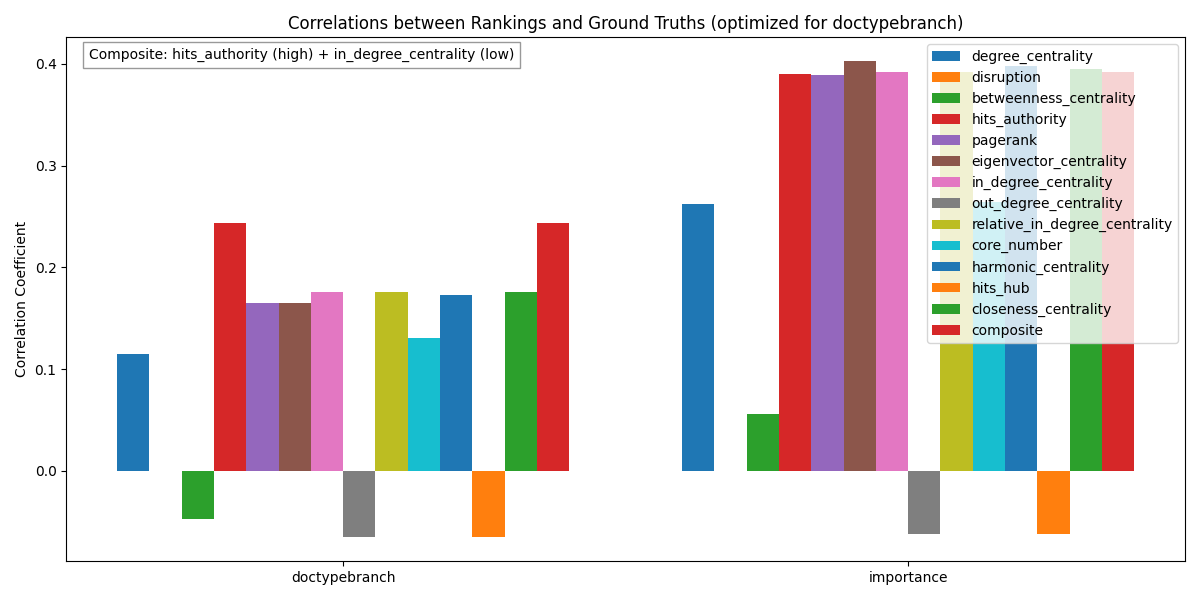 Correlations between Rankings and Ground Truths (optimized for doctypebranch)
Composite: hits_authority (high) + in_degree_centrality (low)
degree_centrality
disruption
betweenness_centrality
hits_authority
pagerank
eigenvector_centrality
in_degree_centrality
out_degree_centrality
relative_in_degree_centrality
core_number
harmonic_centrality
hits_hub
closeness_centrality
composite
Correlation Coefficient
0.4
0.3
0.2
0.1
0.0
doctypebranch
importance